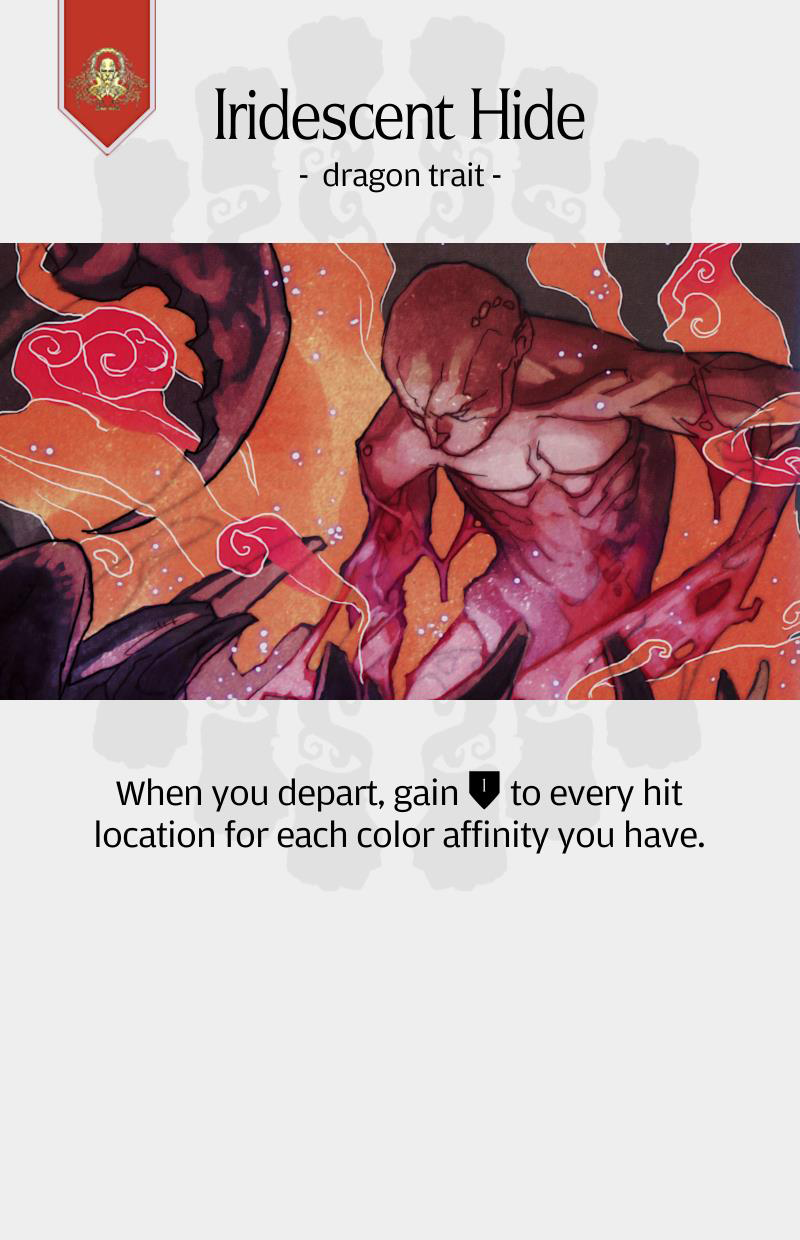 Iridescent Hide
- dragon trait -
When you depart, gain 1 to every hit
location for each color affinity you have.